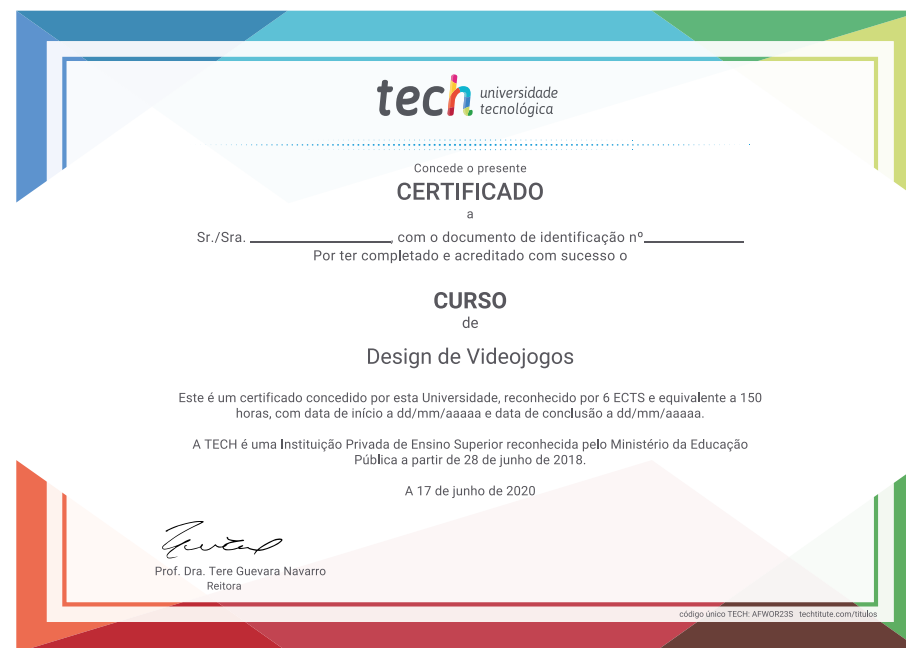 tech universidade
tecnológica
Concede o presente
CERTIFICADO
a
Sr./Sra. ____________________, com o documento de identificação nº______________
Por ter completado e acreditado com sucesso o
CURSO
de
Design de Videojogos
Este é um certificado concedido por esta Universidade, reconhecido por 6 ECTS e equivalente a 150
horas, com data de início a dd/mm/aaaaa e data de conclusão a dd/mm/aaaaa.
A TECH é uma Instituição Privada de Ensino Superior reconhecida pelo Ministério da Educação
Pública a partir de 28 de junho de 2018.
A 17 de junho de 2020
Prof. Dra. Tere Guevara Navarro
Reitora
código único TECH: AFWOR23S techtitute.com/titulos